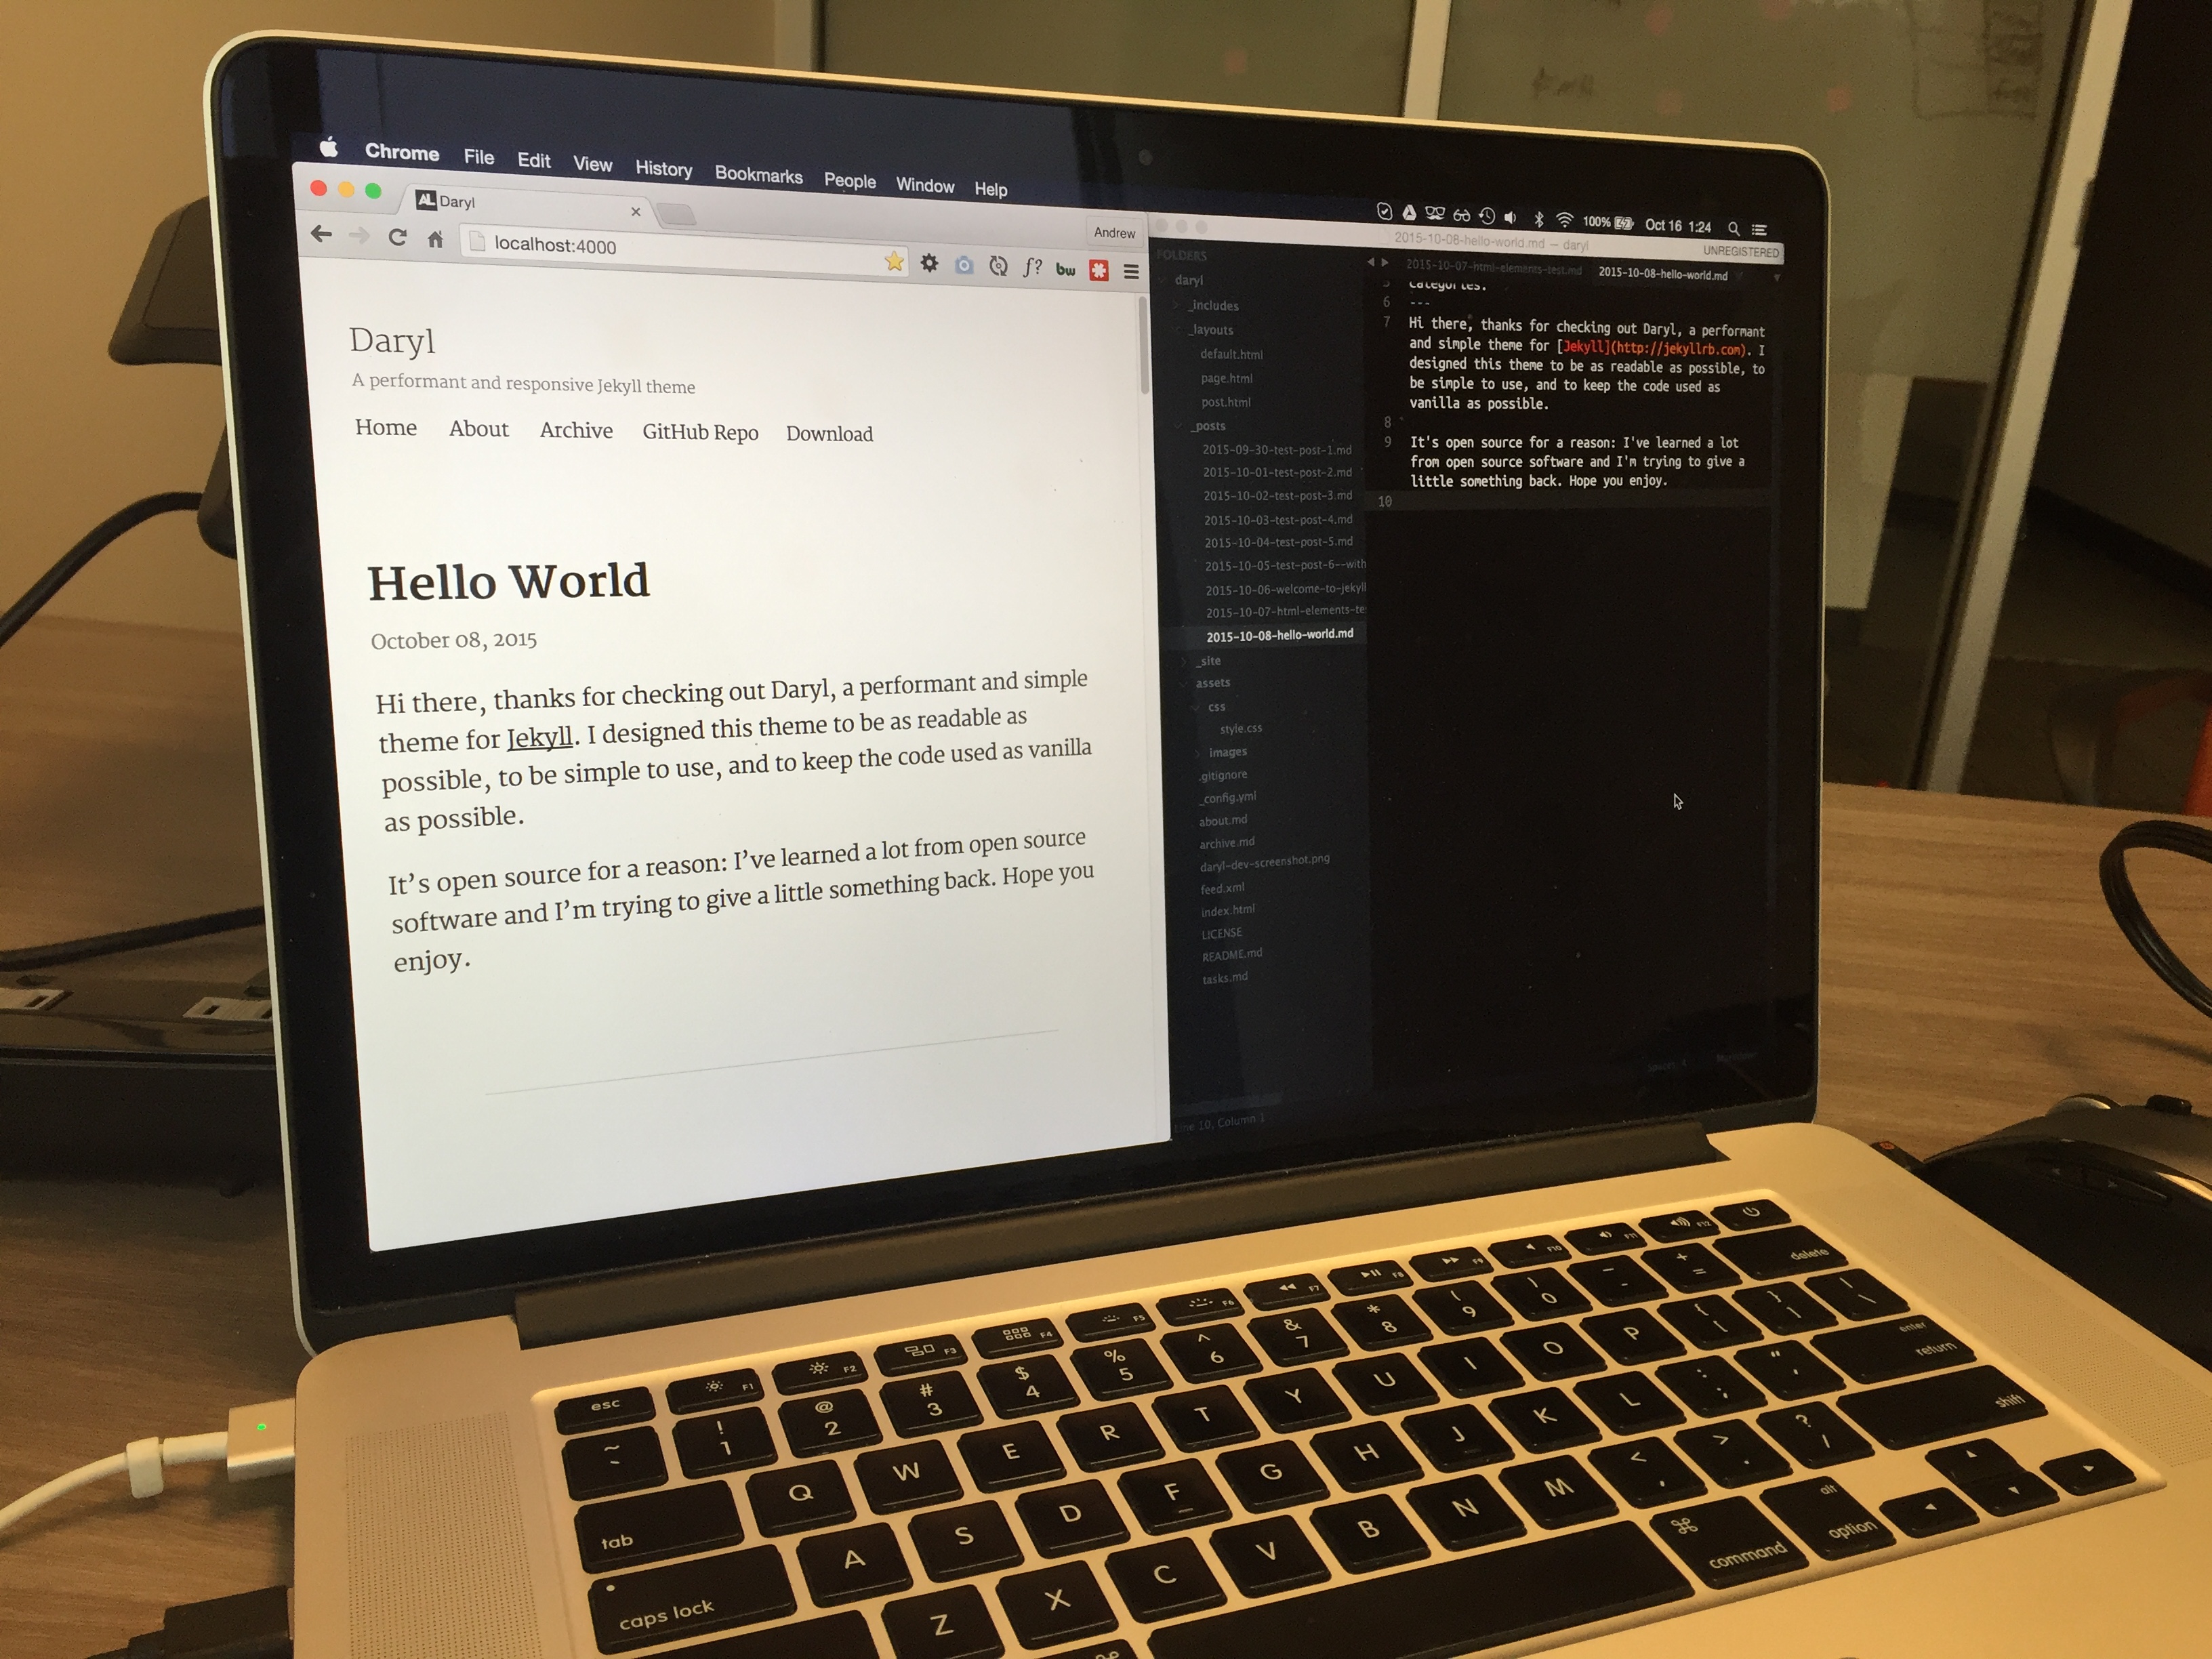 Chrome File Edit View History Bookmarks People Window Help
100% Oct 16 1:24
AL Daryl
Andrew
localhost:4000
f? bw
Daryl
A performant and responsive Jekyll theme
Home About Archive GitHub Repo Download
Hello World
October 08, 2015
Hi there, thanks for checking out Daryl, a performant and simple
theme for Jekyll. I designed this theme to be as readable as
possible, to be simple to use, and to keep the code used as vanilla
as possible.
It’s open source for a reason: I’ve learned a lot from open source
software and I’m trying to give a little something back. Hope you
enjoy.
2015-10-08-hello-world.md — daryl
UNREGISTERED
FOLDERS
daryl
_includes
_layouts
default.html
page.html
post.html
_posts
2015-09-30-test-post-1.md
2015-10-01-test-post-2.md
2015-10-02-test-post-3.md
2015-10-03-test-post-4.md
2015-10-04-test-post-5.md
2015-10-05-test-post-6--with
2015-10-06-welcome-to-jekyll
2015-10-07-html-elements-te
2015-10-08-hello-world.md
_site
assets
css
style.css
images
.gitignore
_config.yml
about.md
archive.md
daryl-dev-screenshot.png
feed.xml
index.html
LICENSE
README.md
tasks.md
Line 10, Column 1
2015-10-07-html-elements-test.md 2015-10-08-hello-world.md
5 categories:
6 ---
7 Hi there, thanks for checking out Daryl, a performant
and simple theme for [Jekyll](http://jekyllrb.com). I
designed this theme to be as readable as possible, to
be simple to use, and to keep the code used as
vanilla as possible.
8
9 It's open source for a reason: I've learned a lot
from open source software and I'm trying to give a
little something back. Hope you enjoy.
10
esc F1 F2 F3 F4 F5 F6 F7 F8 F9 F10 F11 F12
~ ! 1 @ 2 # 3 $ 4 % 5 ^ 6 & 7 * 8 ( 9 ) 0 _ - + = delete
tab Q W E R T Y U I O P { [ } ] | \
caps lock A S D F G H J K L : ; " ' enter return
Z X C V B N M < , > . ? / shift
⌘ command alt option